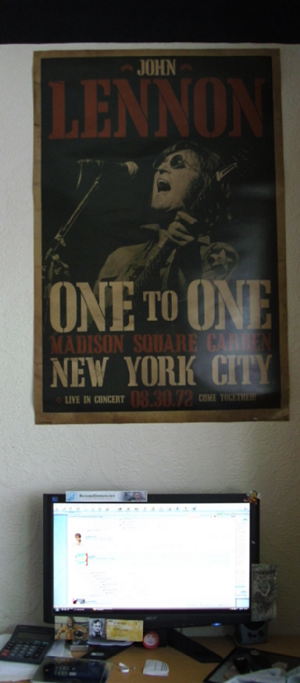 JOHN
LENNON
ONE TO ONE
MADISON SQUARE GARDEN
NEW YORK CITY
LIVE IN CONCERT 08.30.72 COME TOGETHER!